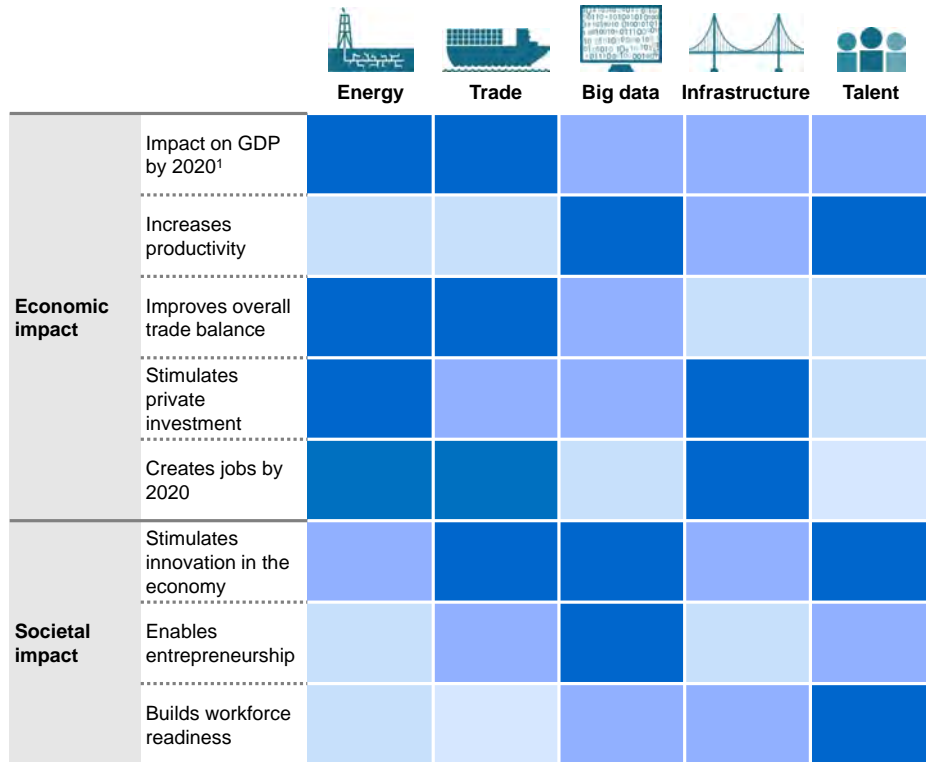 Energy
Trade
Big data
Infrastructure
Talent
Economic
impact
Impact on GDP
by 2020¹
Increases
productivity
Improves overall
trade balance
Stimulates
private
investment
Creates jobs by
2020
Societal
impact
Stimulates
innovation in the
economy
Enables
entrepreneurship
Builds workforce
readiness